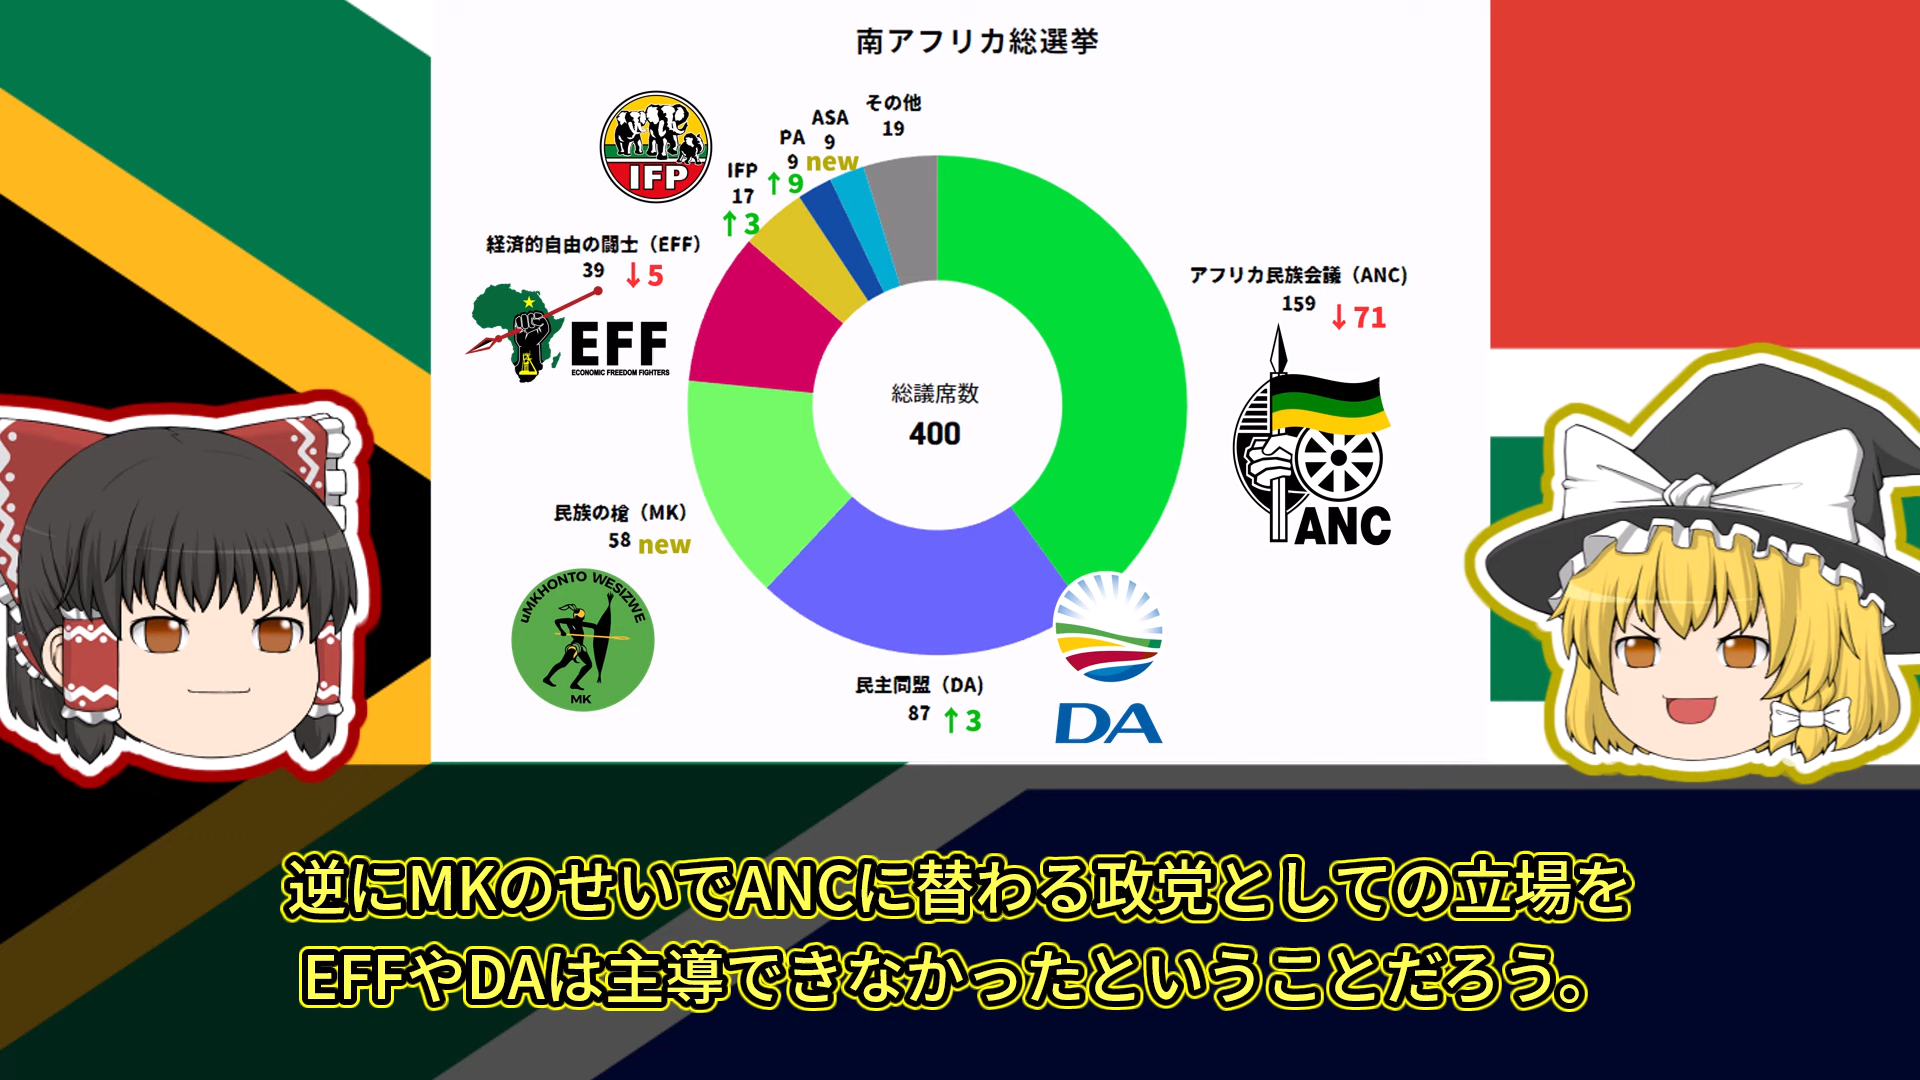 南アフリカ総選挙
その他
19
ASA
9
new
PA
9
↑9
IFP
17
↑3
IFP
経済的自由の闘士（EFF）
39
↓5
EFF
ECONOMIC FREEDOM FIGHTERS
アフリカ民族会議（ANC）
159
↓71
ANC
総議席数
400
民族の槍（MK）
58
new
uMKHONTO WESIZWE
MK
民主同盟（DA）
87
↑3
DA
逆にMKのせいでANCに替わる政党としての立場を
EFFやDAは主導できなかったということだろう。